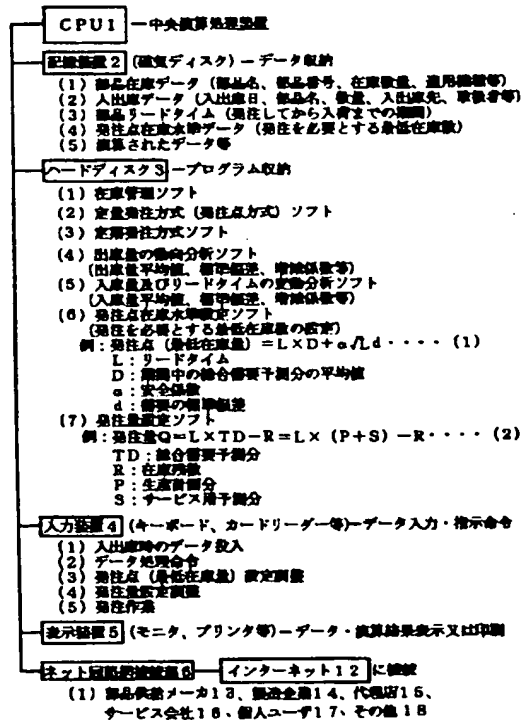 CPU1 ー中央演算処理装置
記録装置2 (磁気ディスク) ーデータ収納
(1) 部品在庫データ (部品名、部品番号、在庫数量、適用機種等)
(2) 入出庫データ (入出庫日、部品名、数量、入出庫先、取扱者等)
(3) 部品リードタイム (発注してから入荷までの期間)
(4) 発注点在庫水準データ (発注を必要とする最低在庫数)
(5) 演算されたデータ等
ハードディスク3 ープログラム収納
(1) 在庫管理ソフト
(2) 定量発注方式 (発注点方式) ソフト
(3) 定期発注方式ソフト
(4) 出庫量の動向分析ソフト
(出庫量平均値、標準偏差、増減係数等)
(5) 入庫量及びリードタイムの変動分析ソフト
(入庫量平均値、標準偏差、増減係数等)
(6) 発注点在庫水準設定ソフト
(発注を必要とする最低在庫数の設定)
例：発注点 (最低在庫量) =L×D+α√Ld・・・・ (1)
L：リードタイム
D：期間中の総合需要予測分の平均値
α：安全係数
d：需要の標準偏差
(7) 発注量設定ソフト
例：発注量Q=L×TD-R=L× (P+S) -R・・・・ (2)
TD：総合需要予測分
R：在庫残数
P：生産計画分
S：サービス用予測分
入力装置4 (キーボード、カードリーダー等)ーデータ入力・指示命令
(1) 入出庫時のデータ投入
(2) データ処理命令
(3) 発注点 (最低在庫量) 設定調整
(4) 発注量設定調整
(5) 発注作業
表示装置5 (モニタ、プリンタ等)ーデータ・演算結果表示又は印刷
ネット回路接続装置6 インターネット12 に接続
(1) 部品供給メーカ13、製造企業14、代理店15、
サービス会社16、個人ユーザ17、その他18